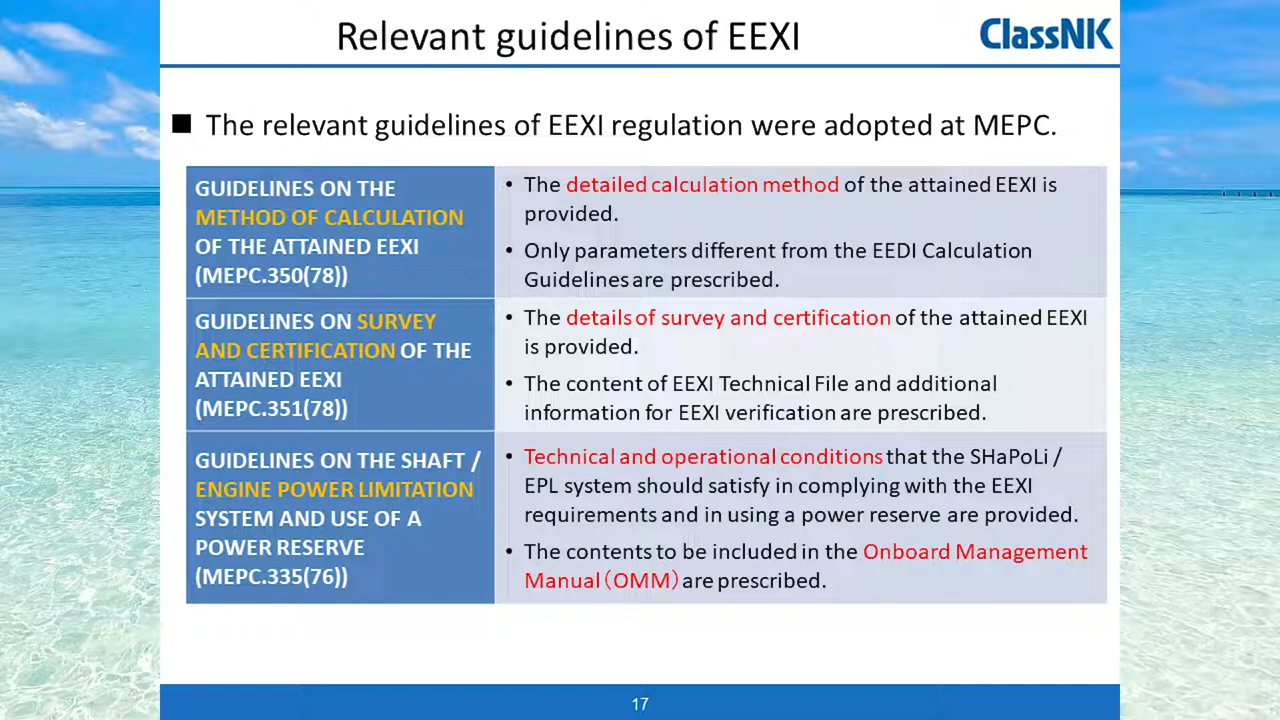 Relevant guidelines of EEXI
ClassNK
■ The relevant guidelines of EEXI regulation were adopted at MEPC.
GUIDELINES ON THE
METHOD OF CALCULATION
OF THE ATTAINED EEXI
(MEPC.350(78))
• The detailed calculation method of the attained EEXI is
provided.
• Only parameters different from the EEDI Calculation
Guidelines are prescribed.
GUIDELINES ON SURVEY
AND CERTIFICATION OF THE
ATTAINED EEXI
(MEPC.351(78))
• The details of survey and certification of the attained EEXI
is provided.
• The content of EEXI Technical File and additional
information for EEXI verification are prescribed.
GUIDELINES ON THE SHAFT /
ENGINE POWER LIMITATION
SYSTEM AND USE OF A
POWER RESERVE
(MEPC.335(76))
• Technical and operational conditions that the SHaPoLi /
EPL system should satisfy in complying with the EEXI
requirements and in using a power reserve are provided.
• The contents to be included in the Onboard Management
Manual（OMM）are prescribed.
17